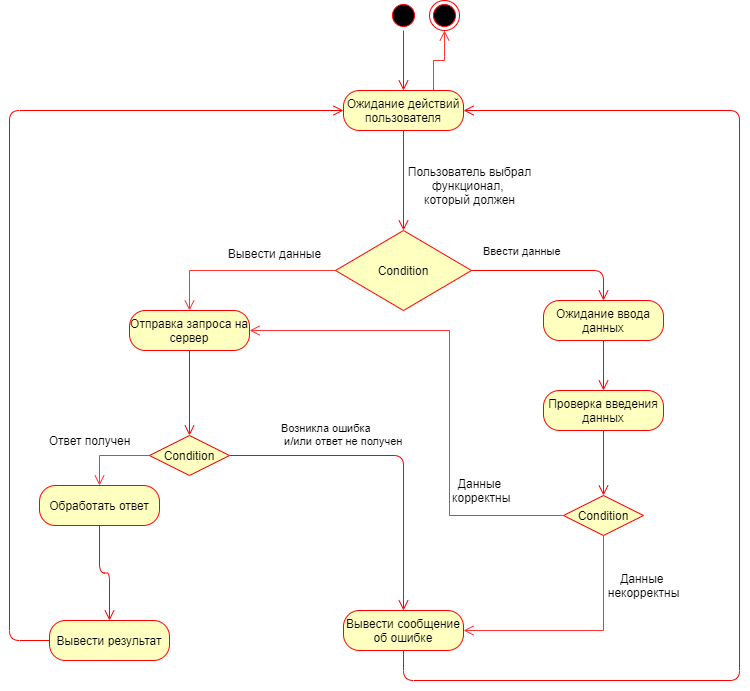 Ожидание действий
пользователя
Пользователь выбрал
функционал,
который должен
Вывести данные
Condition
Ввести данные
Отправка запроса на
сервер
Ожидание ввода
данных
Проверка введения
данных
Ответ получен
Condition
Возникла ошибка
и/или ответ не получен
Данные
корректны
Condition
Обработать ответ
Данные
некорректны
Вывести результат
Вывести сообщение
об ошибке